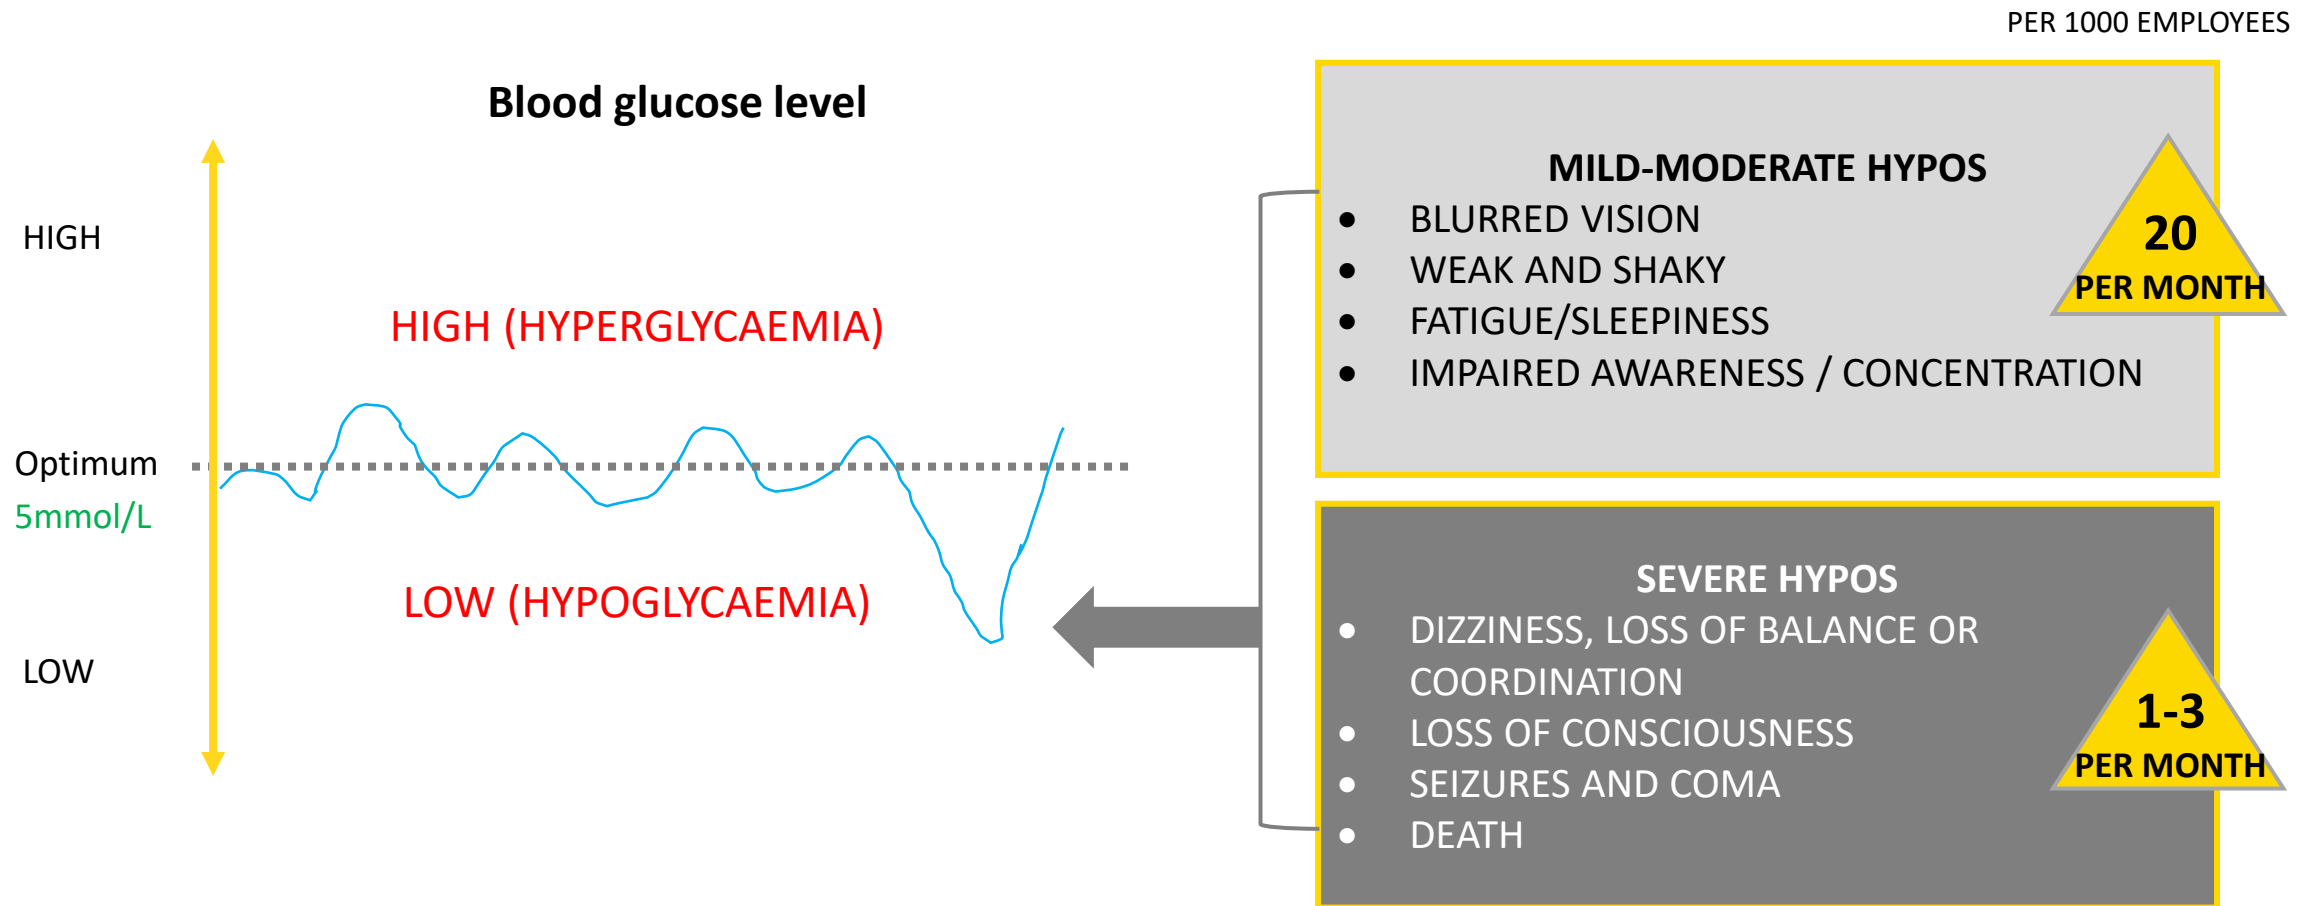 PER 1000 EMPLOYEES
Blood glucose level
HIGH
HIGH (HYPERGLYCAEMIA)
Optimum
5mmol/L
LOW (HYPOGLYCAEMIA)
LOW
MILD-MODERATE HYPOS
• BLURRED VISION
• WEAK AND SHAKY
• FATIGUE/SLEEPINESS
• IMPAIRED AWARENESS / CONCENTRATION
20
PER MONTH
SEVERE HYPOS
• DIZZINESS, LOSS OF BALANCE OR
COORDINATION
• LOSS OF CONSCIOUSNESS
• SEIZURES AND COMA
• DEATH
1-3
PER MONTH